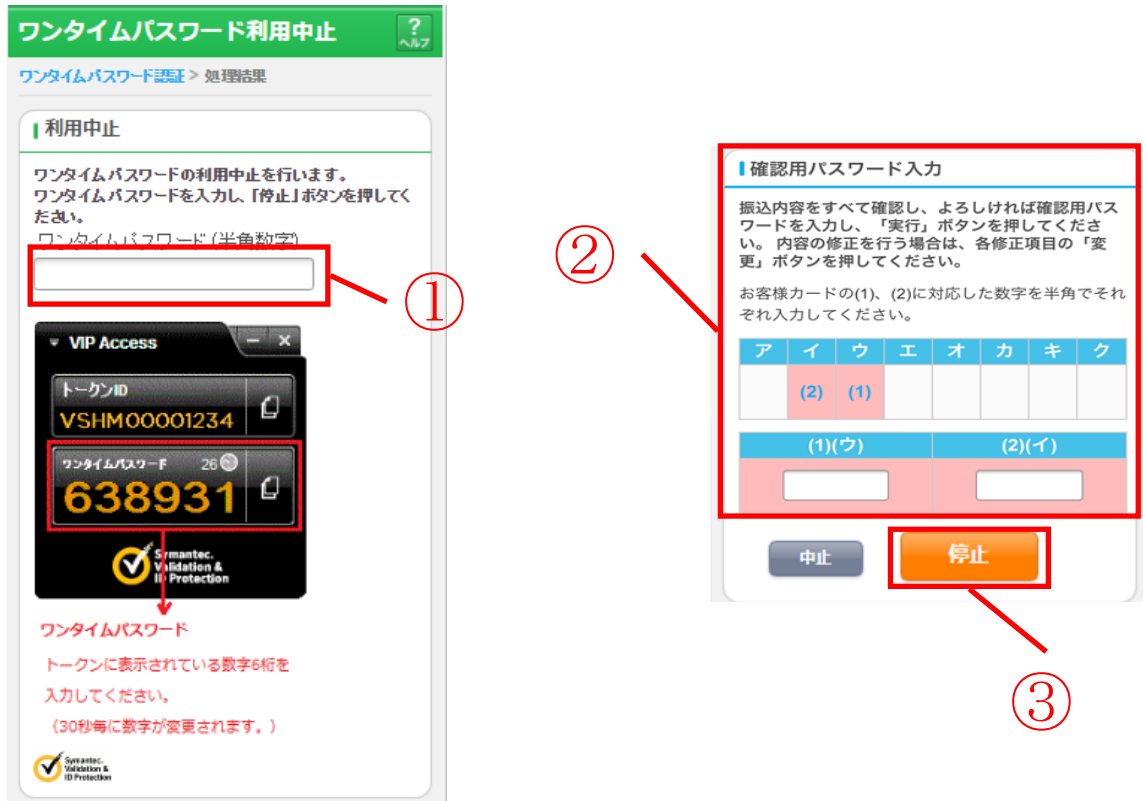 ワンタイムパスワード利用中止
?
ヘルプ
ワンタイムパスワード認証 > 処理結果
利用中止
ワンタイムパスワードの利用中止を行います。
ワンタイムパスワードを入力し、「停止」ボタンを押してく
ださい。
ワンタイムパスワード(半角数字)
①
VIP Access
トークンID
VSHM00001234
ワンタイムパスワード 26
638931
Symantec.
Validation &
ID Protection
ワンタイムパスワード
トークンに表示されている数字6桁を
入力してください。
(30秒毎に数字が変更されます。)
Symantec.
Validation &
ID Protection
②
確認用パスワード入力
振込内容をすべて確認し、よろしければ確認用パス
ワードを入力し、「実行」ボタンを押してくださ
い。 内容の修正を行う場合は、各修正項目の「変
更」ボタンを押してください。
お客様カードの(1)、(2)に対応した数字を半角でそれ
ぞれ入力してください。
ア イ ウ エ オ カ キ ク
(2) (1)
(1)(ウ) (2)(イ)
中止 停止
③